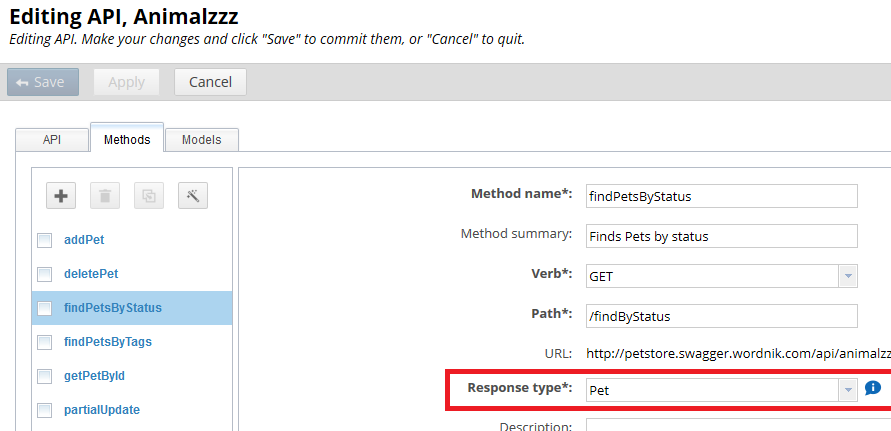 Editing API, Animalzzz
Editing API. Make your changes and click "Save" to commit them, or "Cancel" to quit.
Save Apply Cancel
API Methods Models
addPet
deletePet
findPetsByStatus
findPetsByTags
getPetById
partialUpdate
Method name*: findPetsByStatus
Method summary: Finds Pets by status
Verb*: GET
Path*: /findByStatus
URL: http://petstore.swagger.wordnik.com/api/animalzz
Response type*: Pet
Description: